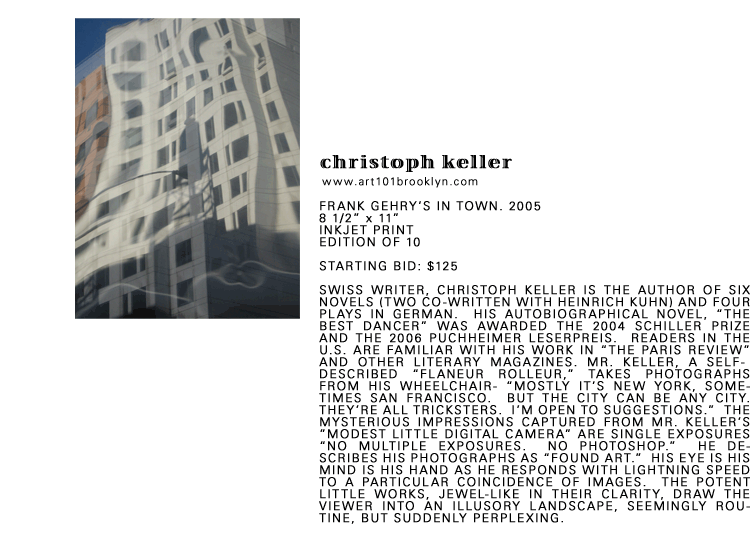 christoph keller
www.art101brooklyn.com
FRANK GEHRY'S IN TOWN. 2005
8 1/2" x 11"
INKJET PRINT
EDITION OF 10
STARTING BID: $125
SWISS WRITER, CHRISTOPH KELLER IS THE AUTHOR OF SIX
NOVELS (TWO CO-WRITTEN WITH HEINRICH KUHN) AND FOUR
PLAYS IN GERMAN. HIS AUTOBIOGRAPHICAL NOVEL, "THE
BEST DANCER" WAS AWARDED THE 2004 SCHILLER PRIZE
AND THE 2006 PUCHHEIMER LESERPREIS. READERS IN THE
U.S. ARE FAMILIAR WITH HIS WORK IN "THE PARIS REVIEW"
AND OTHER LITERARY MAGAZINES. MR. KELLER, A SELF-
DESCRIBED "FLANEUR ROLLEUR," TAKES PHOTOGRAPHS
FROM HIS WHEELCHAIR- "MOSTLY IT'S NEW YORK, SOME-
TIMES SAN FRANCISCO. BUT THE CITY CAN BE ANY CITY.
THEY'RE ALL TRICKSTERS. I'M OPEN TO SUGGESTIONS." THE
MYSTERIOUS IMPRESSIONS CAPTURED FROM MR. KELLER'S
"MODEST LITTLE DIGITAL CAMERA" ARE SINGLE EXPOSURES
"NO MULTIPLE EXPOSURES. NO PHOTOSHOP." HE DE-
SCRIBES HIS PHOTOGRAPHS AS "FOUND ART." HIS EYE IS HIS
MIND IS HIS HAND AS HE RESPONDS WITH LIGHTNING SPEED
TO A PARTICULAR COINCIDENCE OF IMAGES. THE POTENT
LITTLE WORKS, JEWEL-LIKE IN THEIR CLARITY, DRAW THE
VIEWER INTO AN ILLUSORY LANDSCAPE, SEEMINGLY ROU-
TINE, BUT SUDDENLY PERPLEXING.